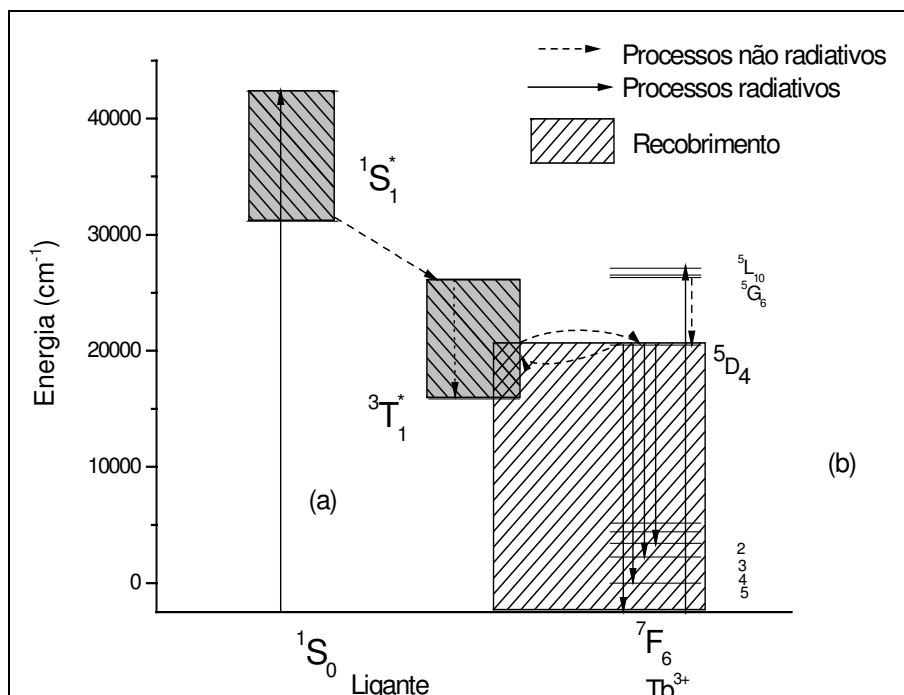 Processos não radiativos
Processos radiativos
Recobrimento
Energia (cm⁻¹)
40000
30000
20000
10000
0
¹S₁*
³T₁*
⁵L₁₀
⁵G₆
⁵D₄
(a)
(b)
2
3
4
5
¹S₀
Ligante
⁷F₆
Tb³⁺